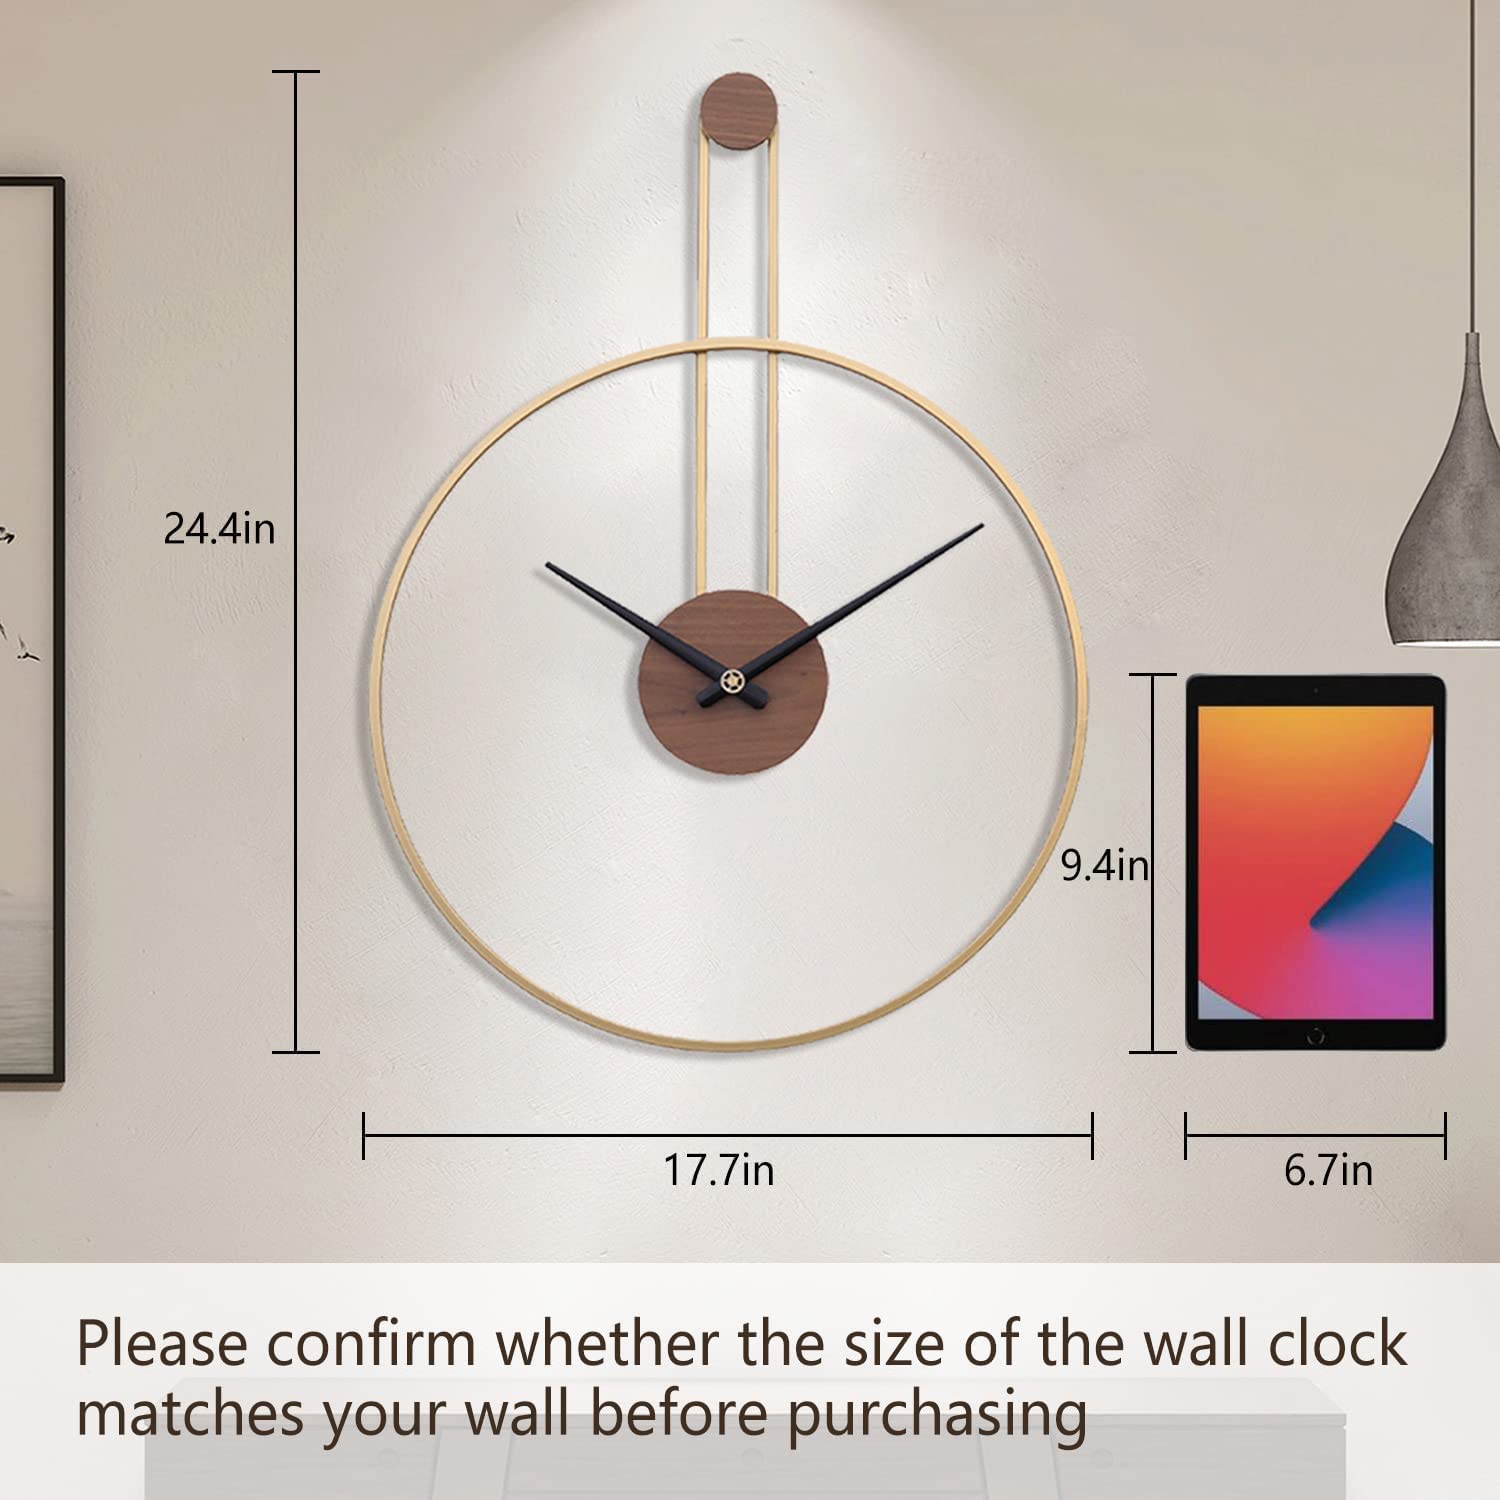 24.4in
9.4in
17.7in
6.7in
Please confirm whether the size of the wall clock
matches your wall before purchasing